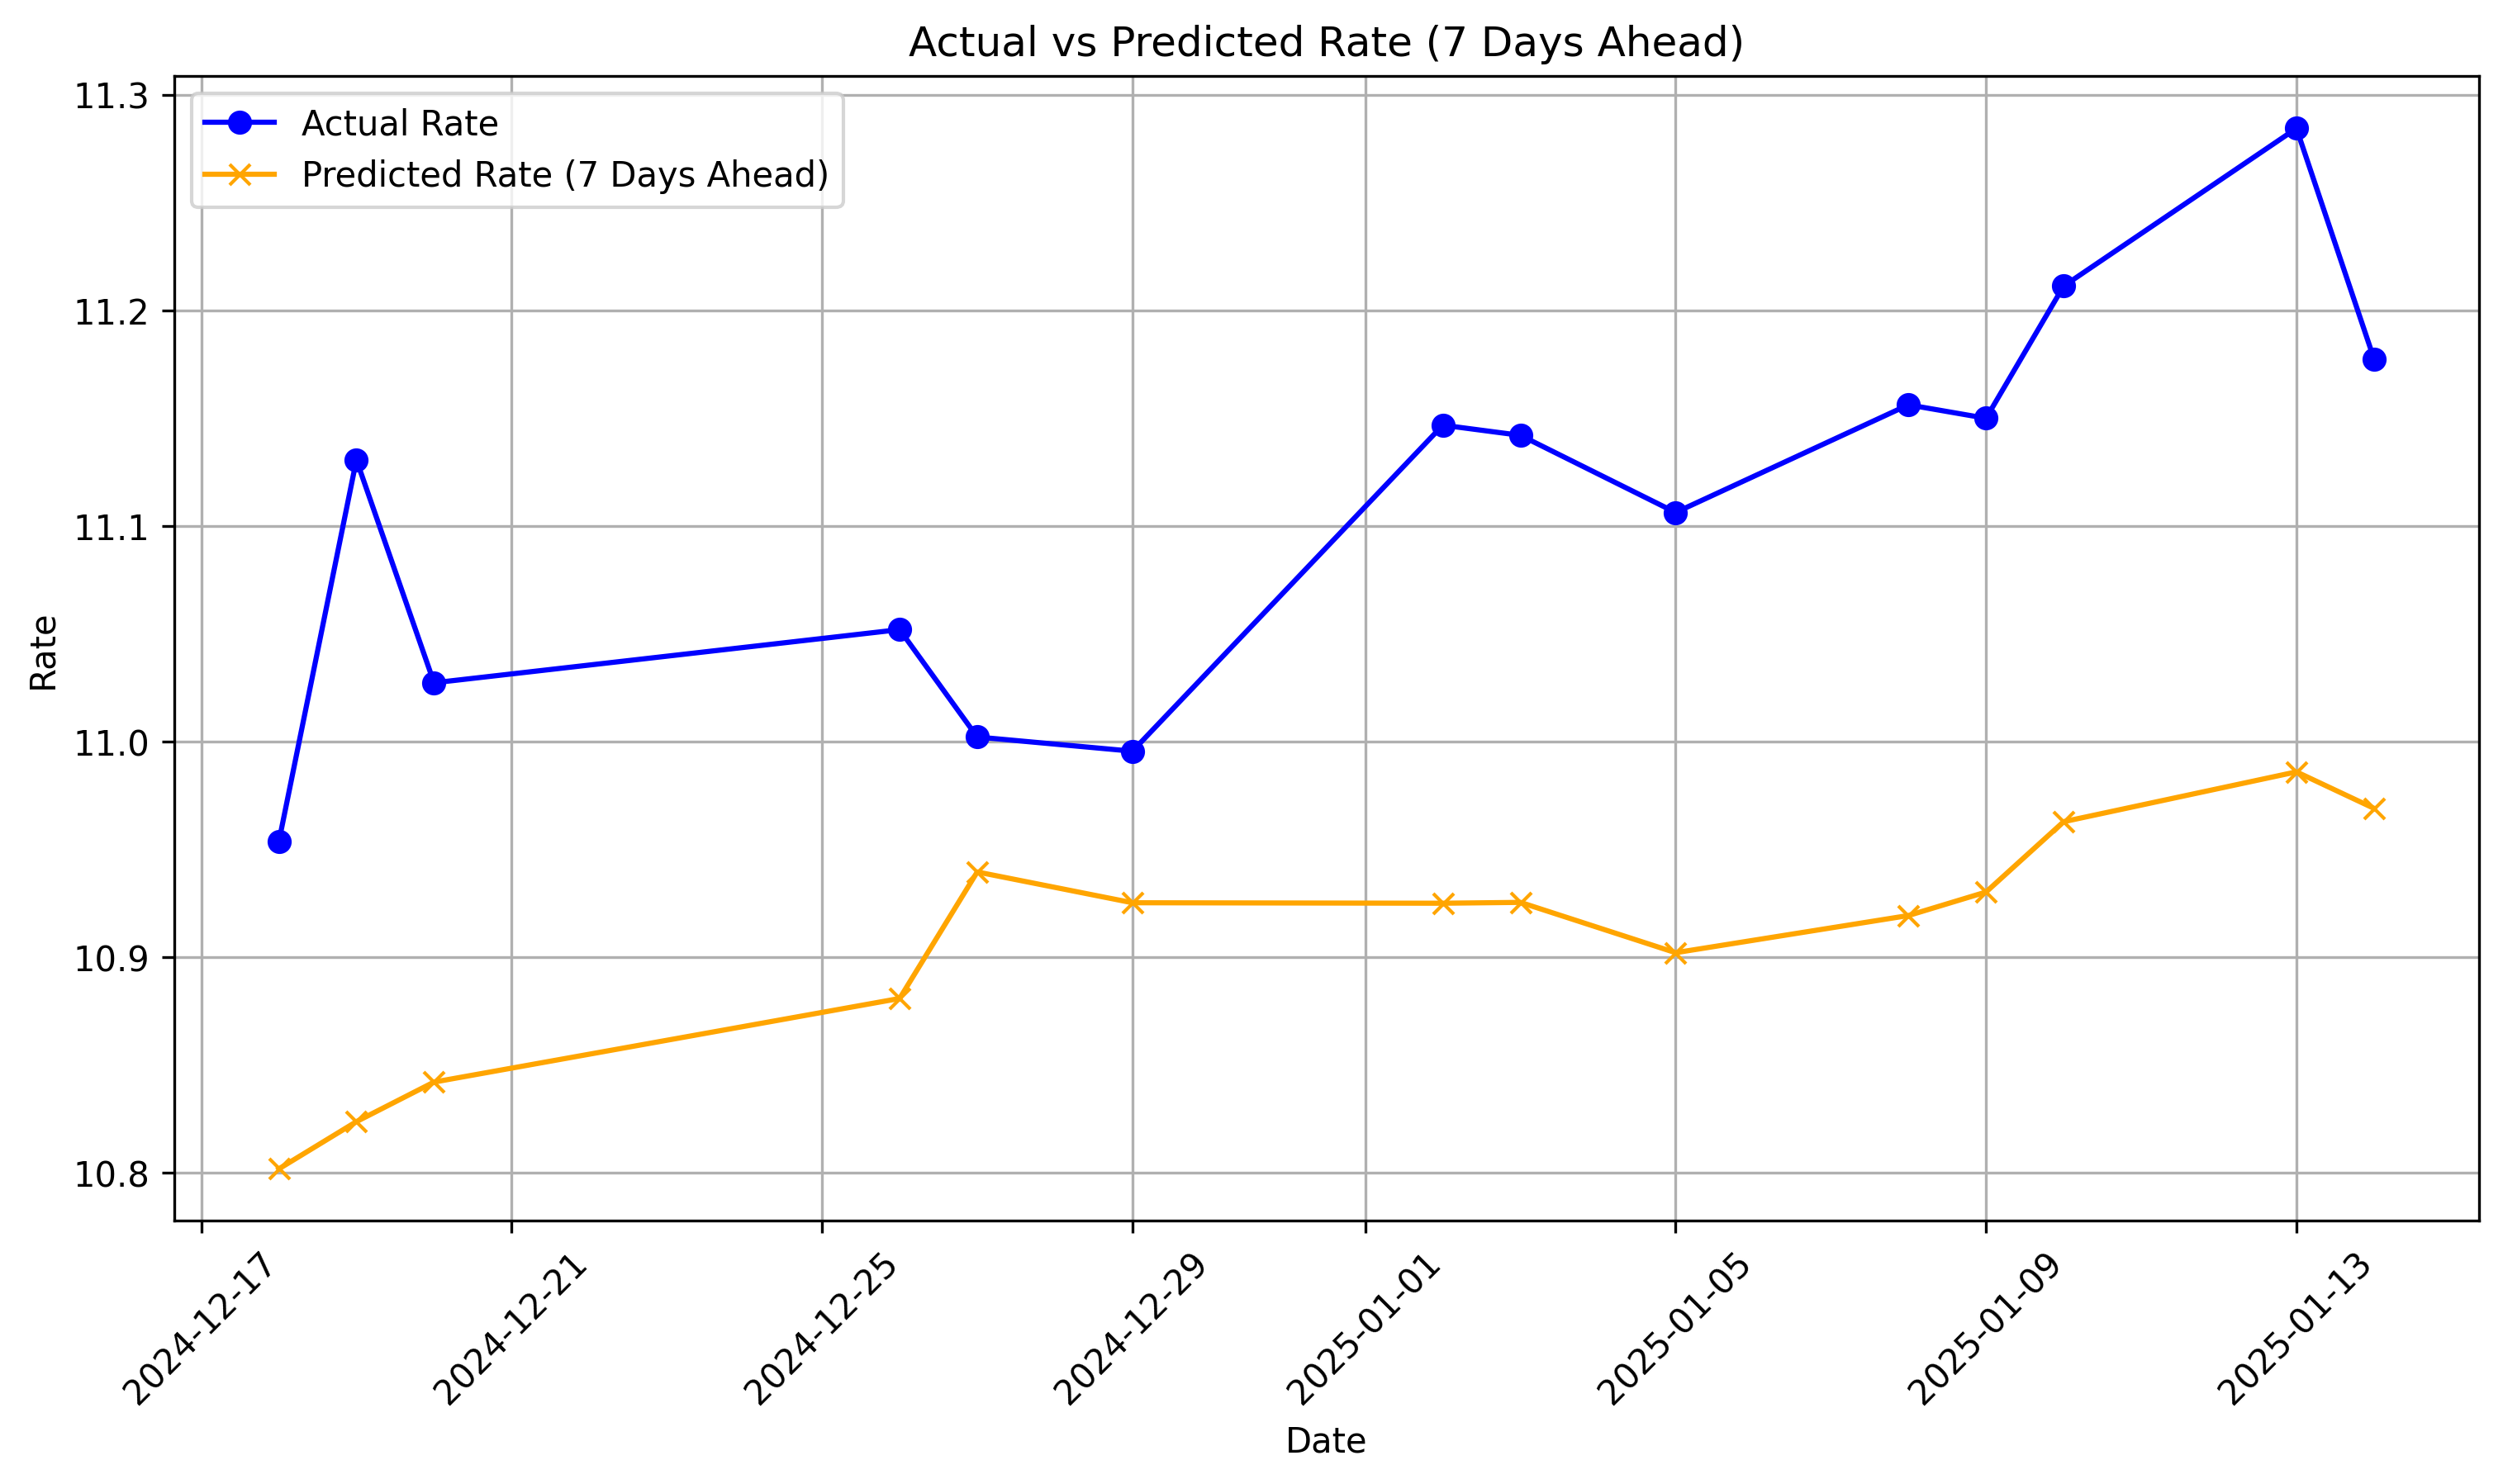 Actual vs Predicted Rate (7 Days Ahead)
Actual Rate
Predicted Rate (7 Days Ahead)
Rate
11.3
11.2
11.1
11.0
10.9
10.8
2024-12-17
2024-12-21
2024-12-25
2024-12-29
2025-01-01
2025-01-05
2025-01-09
2025-01-13
Date